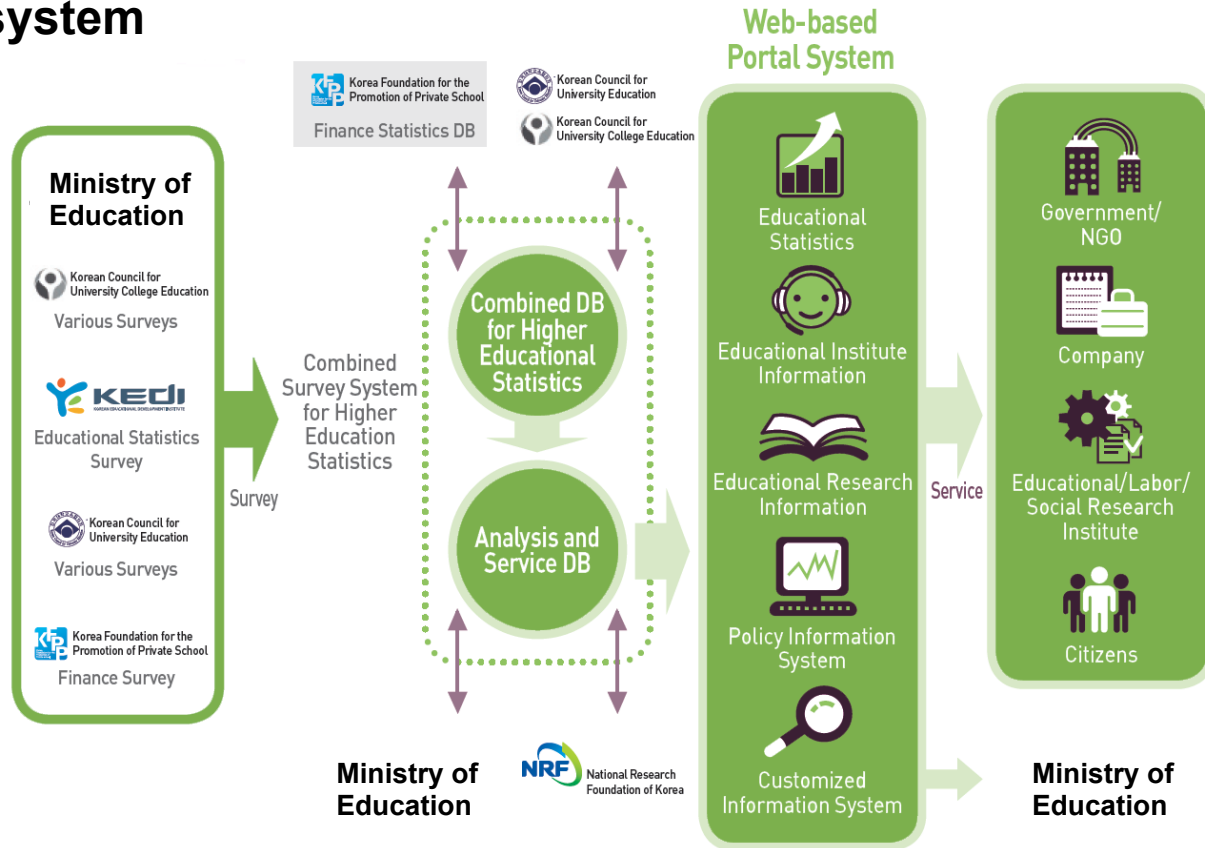 system
Web-based
Portal System
KFPP
Korea Foundation for the
Promotion of Private School
Finance Statistics DB
Korean Council for
University Education
Korean Council for
University College Education
Ministry of
Education
Korean Council for
University College Education
Various Surveys
KEDI
KOREAN EDUCATIONAL DEVELOPMENT INSTITUTE
Educational Statistics
Survey
Korean Council for
University Education
Various Surveys
KFPP
Korea Foundation for the
Promotion of Private School
Finance Survey
Survey
Combined
Survey System
for Higher
Education
Statistics
Combined DB
for Higher
Educational
Statistics
Analysis and
Service DB
Ministry of
Education
NRF
National Research
Foundation of Korea
Educational
Statistics
Educational Institute
Information
Educational Research
Information
Policy Information
System
Customized
Information System
Service
Government/
NGO
Company
Educational/Labor/
Social Research
Institute
Citizens
Ministry of
Education